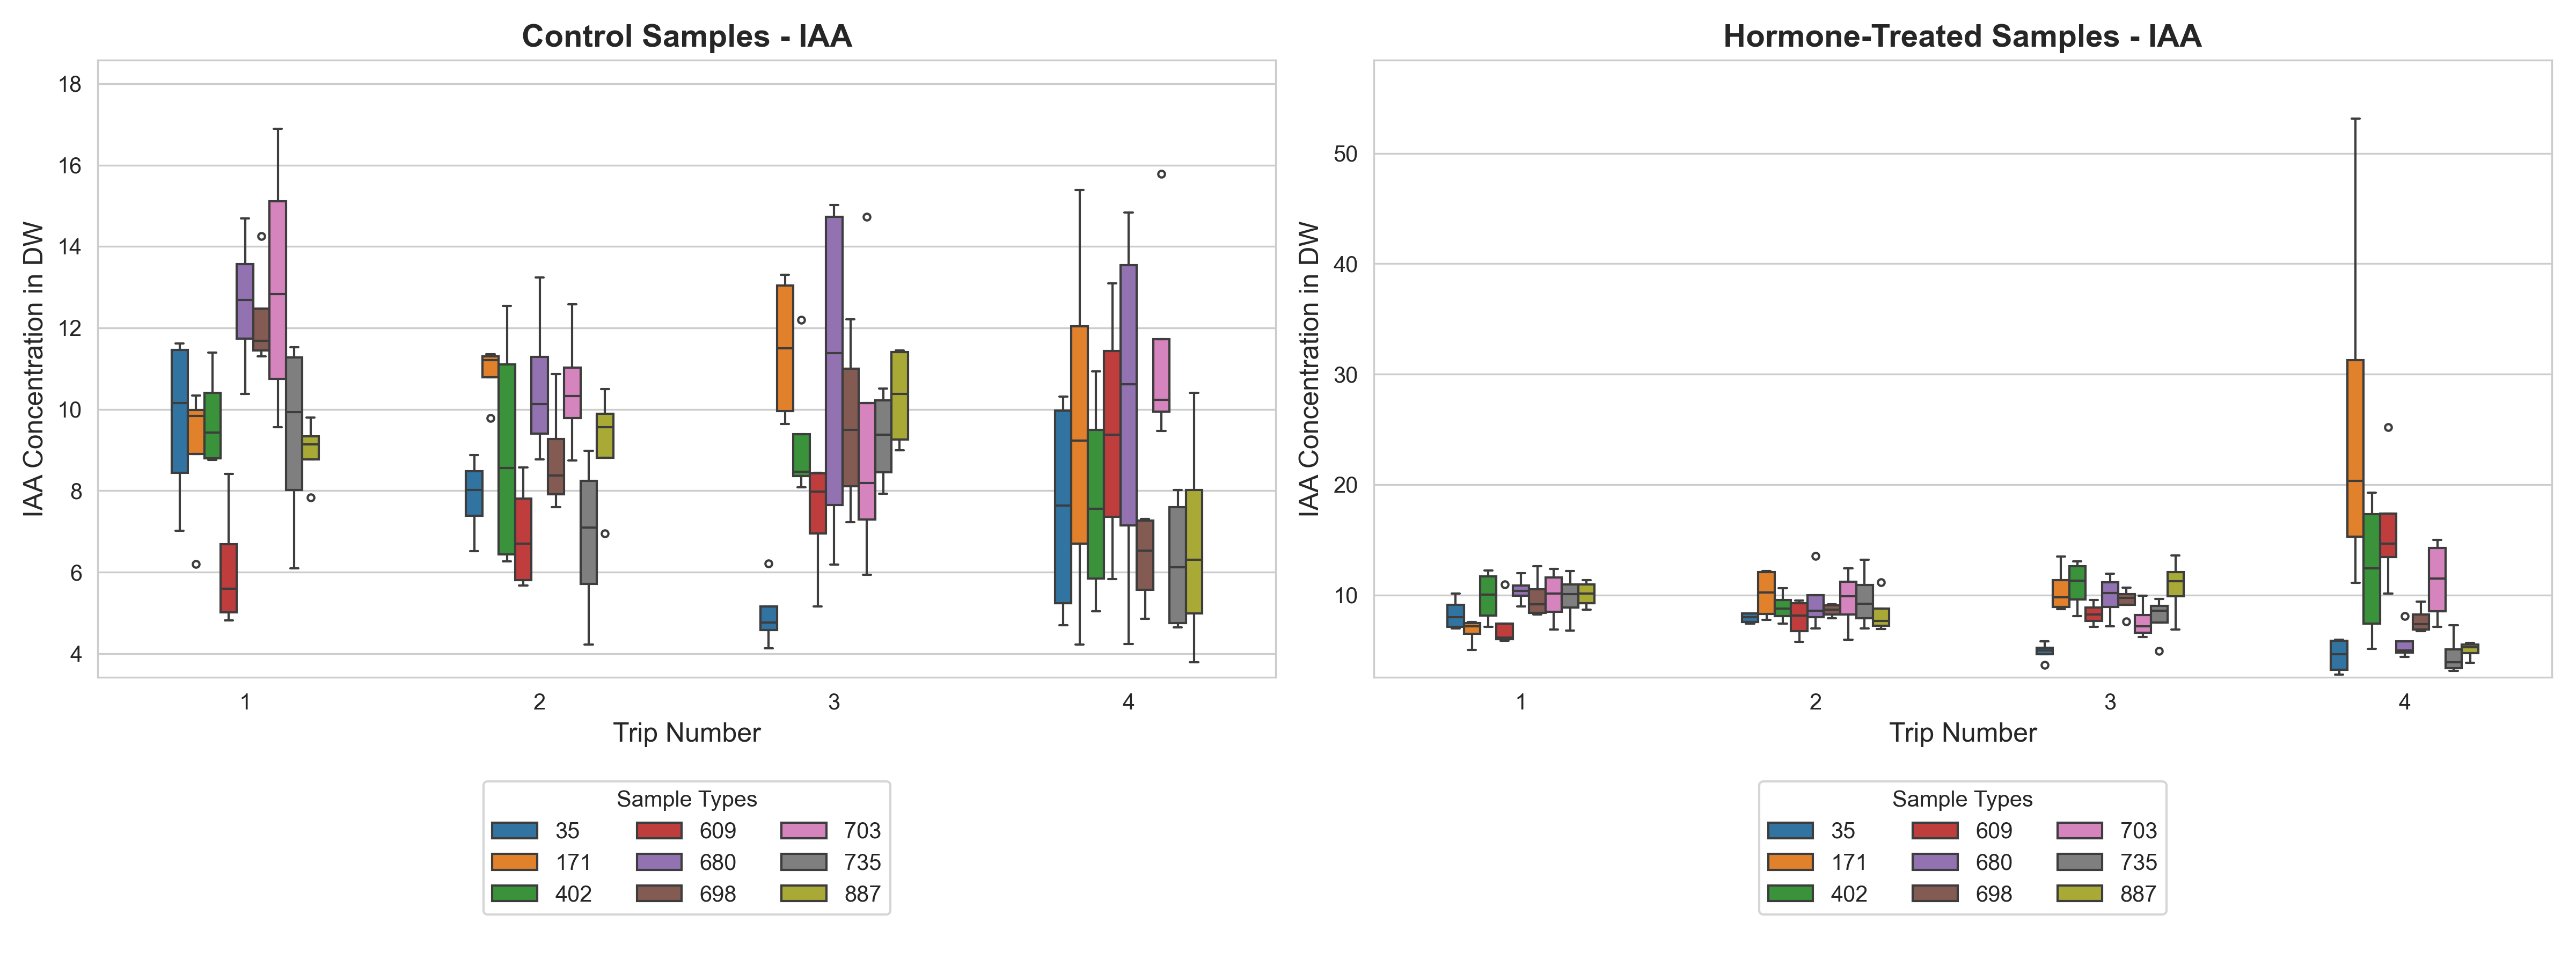 Control Samples - IAA
18
16
14
12
10
8
6
4
IAA Concentration in DW
1 2 3 4
Trip Number
Sample Types
35 609 703
171 680 735
402 698 887
Hormone-Treated Samples - IAA
50
40
30
20
10
IAA Concentration in DW
1 2 3 4
Trip Number
Sample Types
35 609 703
171 680 735
402 698 887